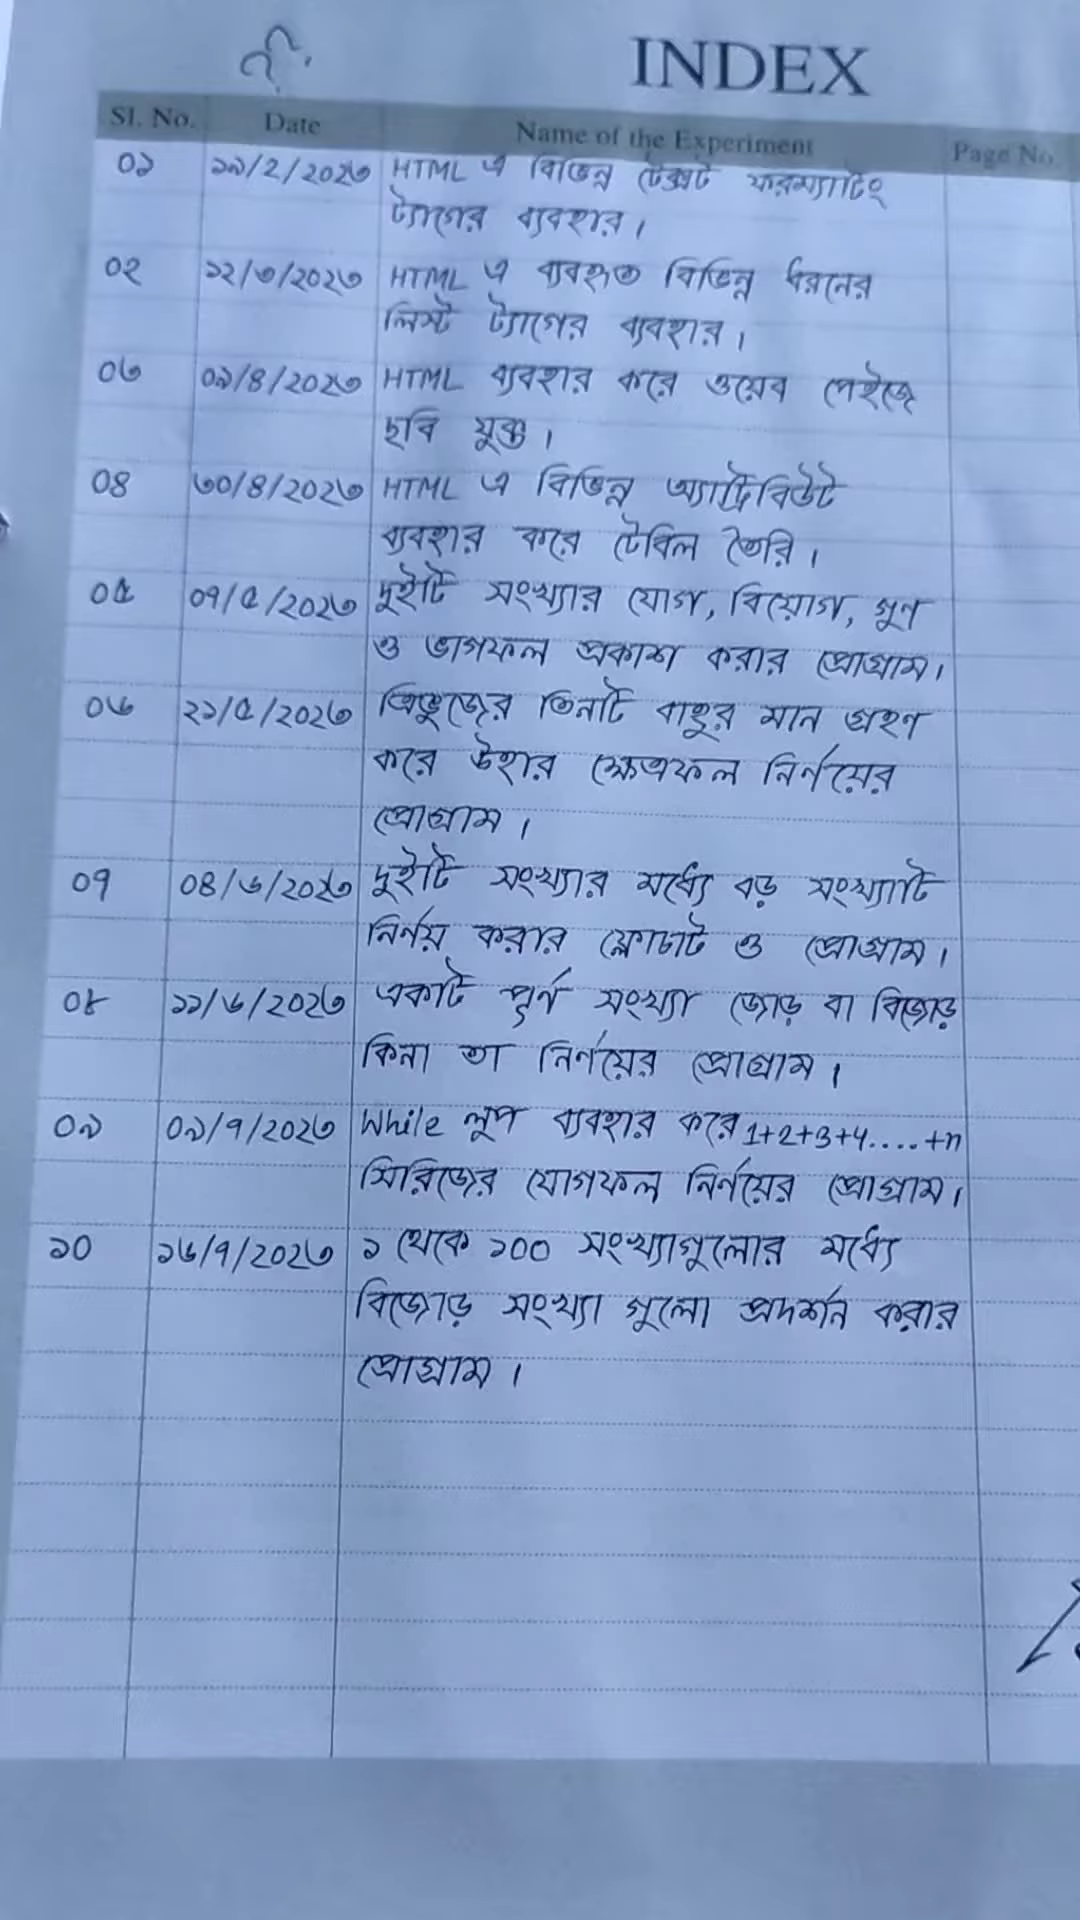 INDEX
Sl. No. Date Name of the Experiment Page No.
০১ ১৯/২/২০২৩ HTML এ বিভিন্ন টেক্সট ফরম্যাটিং
ট্যাগের ব্যবহার।
০২ ১২/৩/২০২৩ HTML এ ব্যবহৃত বিভিন্ন ধরনের
লিস্ট ট্যাগের ব্যবহার।
০৩ ০৯/৪/২০২৩ HTML ব্যবহার করে ওয়েব পেইজে
ছবি যুক্ত।
০৪ ৩০/৪/২০২৩ HTML এ বিভিন্ন অ্যাট্রিবিউট
ব্যবহার করে টেবিল তৈরি।
০৫ ০৭/৫/২০২৩ দুইটি সংখ্যার যোগ, বিয়োগ, গুণ
ও ভাগফল প্রকাশ করার প্রোগ্রাম।
০৬ ২১/৫/২০২৩ ত্রিভুজের তিনটি বাহুর মান গ্রহণ
করে উহার ক্ষেত্রফল নির্ণয়ের
প্রোগ্রাম।
০৭ ০৪/৬/২০২৩ দুইটি সংখ্যার মধ্যে বড় সংখ্যাটি
নির্ণয় করার ফ্লোচার্ট ও প্রোগ্রাম।
০৮ ১১/৬/২০২৩ একটি পূর্ন সংখ্যা জোড় বা বিজোড়
কিনা তা নির্ণয়ের প্রোগ্রাম।
০৯ ০৯/৭/২০২৩ While লুপ ব্যবহার করে 1+2+3+4....+n
সিরিজের যোগফল নির্ণয়ের প্রোগ্রাম।
১০ ১৬/৭/২০২৩ ১ থেকে ১০০ সংখ্যাগুলোর মধ্যে
বিজোড় সংখ্যা গুলো প্রদর্শন করার
প্রোগ্রাম।